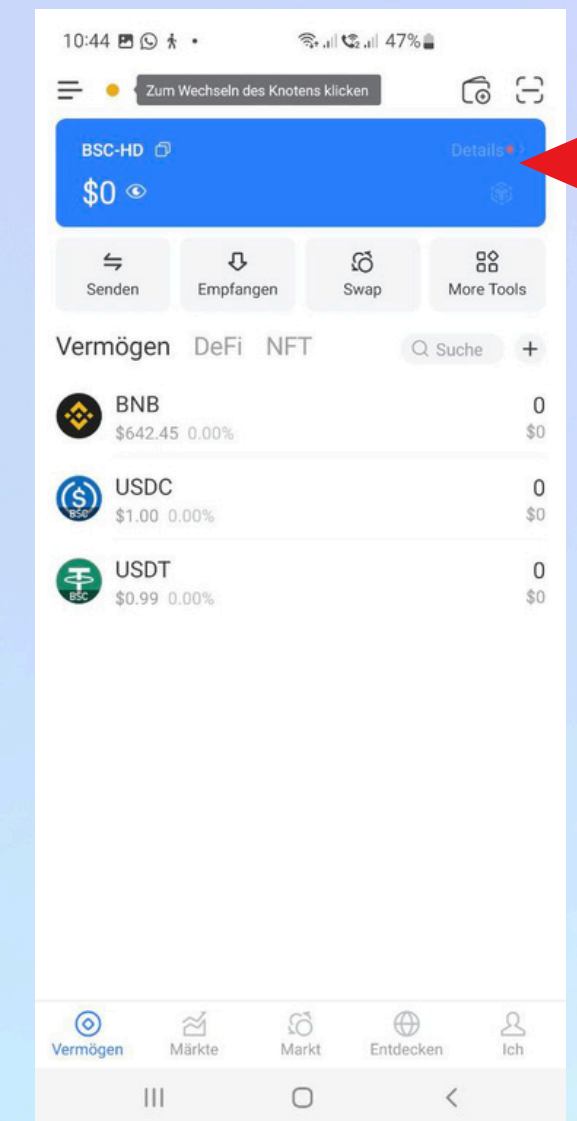 10:44 47%
Zum Wechseln des Knotens klicken
BSC-HD Details
$0
Senden Empfangen Swap More Tools
Vermögen DeFi NFT Suche +
BNB 0
$642.45 0.00% $0
USDC 0
BSC $1.00 0.00% $0
USDT 0
BSC $0.99 0.00% $0
Vermögen Märkte Markt Entdecken Ich